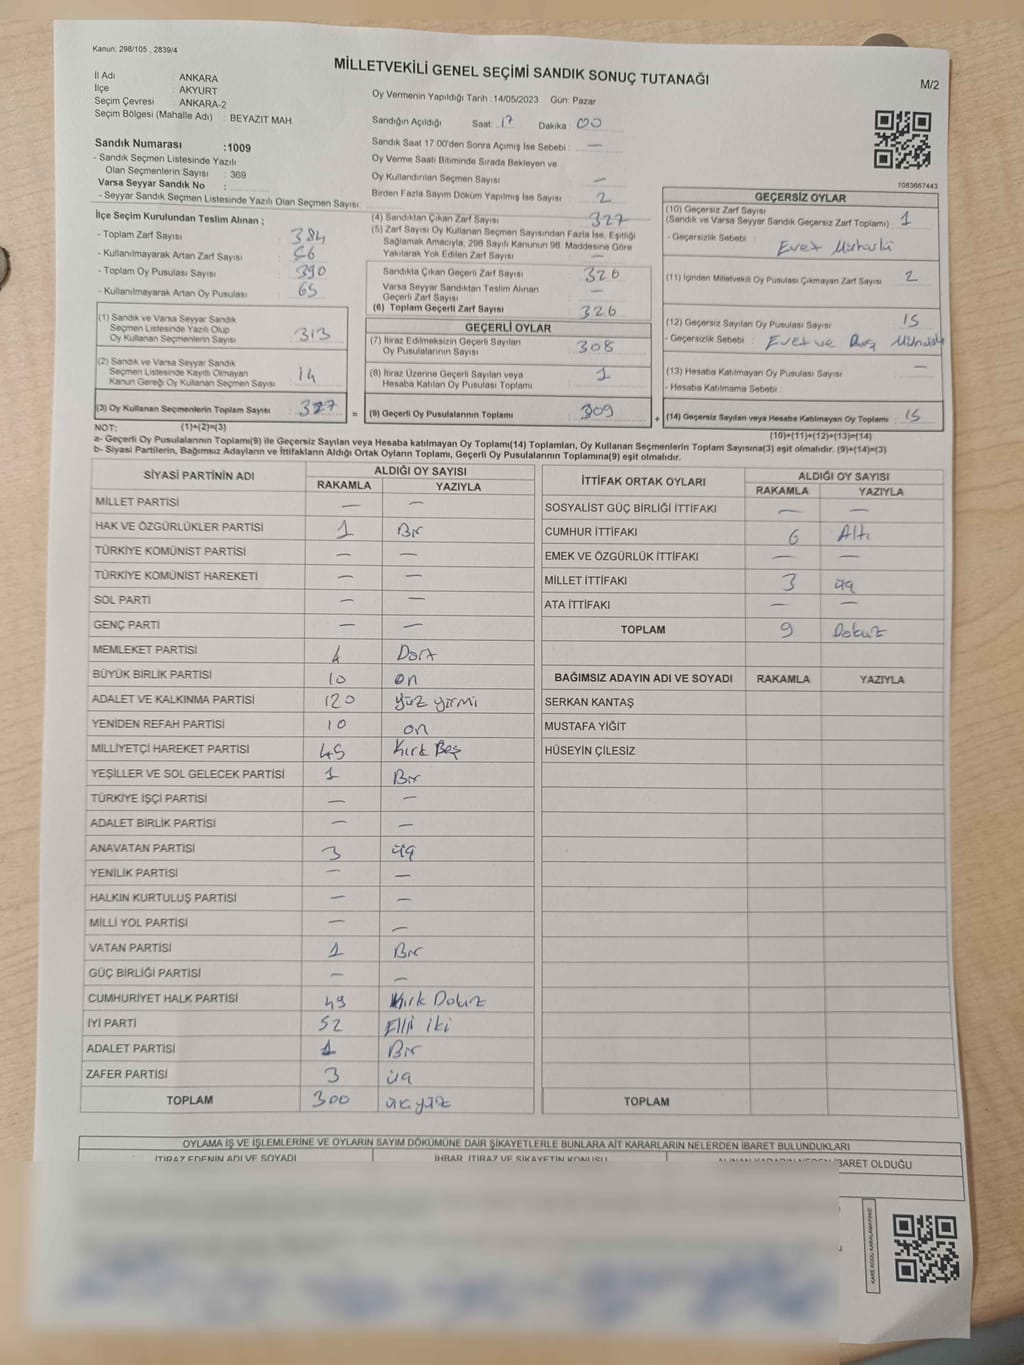 Kanun; 298/105 , 2839/4
MİLLETVEKİLİ GENEL SEÇİMİ SANDIK SONUÇ TUTANAĞI
M/2
İl Adı : ANKARA
İlçe : AKYURT
Seçim Çevresi : ANKARA-2
Seçim Bölgesi (Mahalle Adı) : BEYAZIT MAH.
Oy Vermenin Yapıldığı Tarih :14/05/2023 Gün: Pazar
Sandığın Açıldığı Saat: 17 Dakika : 00
Sandık Saat 17:00'den Sonra Açımış İse Sebebi : —
Oy Verme Saati Bitiminde Sırada Bekleyen ve
Oy Kullandırılan Seçmen Sayısı : —
Birden Fazla Sayım Döküm Yapılmış İse Sayısı : 2
Sandık Numarası :1009
- Sandık Seçmen Listesinde Yazılı
Olan Seçmenlerin Sayısı : 369
Varsa Seyyar Sandık No :
- Seyyar Sandık Seçmen Listesinde Yazılı Olan Seçmen Sayısı:
1083667443
İlçe Seçim Kurulundan Teslim Alınan ;
- Toplam Zarf Sayısı : 384
- Kullanılmayarak Artan Zarf Sayısı : 56
- Toplam Oy Pusulası Sayısı : 390
- Kullanılmayarak Artan Oy Pusulası : 65
(1) Sandık ve Varsa Seyyar Sandık
Seçmen Listesinde Yazılı Olup
Oy Kullanan Seçmenlerin Sayısı : 313
(2) Sandık ve Varsa Seyyar Sandık
Seçmen Listesinde Kayıtlı Olmayan
Kanun Gereği Oy Kullanan Seçmen Sayısı : 14
(3) Oy Kullanan Seçmenlerin Toplam Sayısı : 327 =
(4) Sandıktan Çıkan Zarf Sayısı : 327
(5) Zarf Sayısı Oy Kullanan Seçmen Sayısından Fazla İse, Eşitliği
Sağlamak Amacıyla, 298 Sayılı Kanunun 98. Maddesine Göre
Yakılarak Yok Edilen Zarf Sayısı : —
Sandıkta Çıkan Geçerli Zarf Sayısı : 326
Varsa Seyyar Sandıktan Teslim Alınan
Geçerli Zarf Sayısı : —
(6) Toplam Geçerli Zarf Sayısı : 326
GEÇERLİ OYLAR
(7) İtiraz Edilmeksizin Geçerli Sayılan
Oy Pusulalarının Sayısı : 308
(8) İtiraz Üzerine Geçerli Sayılan veya
Hesaba Katılan Oy Pusulası Toplamı : 1
(9) Geçerli Oy Pusulalarının Toplamı : 309 +
GEÇERSİZ OYLAR
(10) Geçersiz Zarf Sayısı
(Sandık ve Varsa Seyyar Sandık Geçersiz Zarf Toplamı) : 1
- Geçersizlik Sebebi : Evet Mühürlü
(11) İçinden Milletvekili Oy Pusulası Çıkmayan Zarf Sayısı : 2
(12) Geçersiz Sayılan Oy Pusulası Sayısı : 15
- Geçersizlik Sebebi : Evet ve Boş
(13) Hesaba Katılmayan Oy Pusulası Sayısı : —
- Hesaba Katılmama Sebebi :
(14) Geçersiz Sayılan veya Hesaba Katılmayan Oy Toplamı : 15
NOT: (1)+(2)=(3) (10)+(11)+(12)+(13)=(14)
a- Geçerli Oy Pusulalarının Toplamı(9) ile Geçersiz Sayılan veya Hesaba katılmayan Oy Toplamı(14) Toplamları, Oy Kullanan Seçmenlerin Toplam Sayısına(3) eşit olmalıdır. (9)+(14)=(3)
b- Siyasi Partilerin, Bağımsız Adayların ve İttifakların Aldığı Ortak Oyların Toplamı, Geçerli Oy Pusulalarının Toplamına(9) eşit olmalıdır.
SİYASİ PARTİNİN ADI ALDIĞI OY SAYISI
RAKAMLA YAZIYLA
MİLLET PARTİSİ — —
HAK VE ÖZGÜRLÜKLER PARTİSİ 1 Bir
TÜRKİYE KOMÜNİST PARTİSİ — —
TÜRKİYE KOMÜNİST HAREKETİ — —
SOL PARTİ — —
GENÇ PARTİ — —
MEMLEKET PARTİSİ 4 Dört
BÜYÜK BİRLİK PARTİSİ 10 on
ADALET VE KALKINMA PARTİSİ 120 yüz yirmi
YENİDEN REFAH PARTİSİ 10 on
MİLLİYETÇİ HAREKET PARTİSİ 45 Kırk Beş
YEŞİLLER VE SOL GELECEK PARTİSİ 1 Bir
TÜRKİYE İŞÇİ PARTİSİ — —
ADALET BİRLİK PARTİSİ — —
ANAVATAN PARTİSİ 3 üç
YENİLİK PARTİSİ — —
HALKIN KURTULUŞ PARTİSİ — —
MİLLİ YOL PARTİSİ — —
VATAN PARTİSİ 1 Bir
GÜÇ BİRLİĞİ PARTİSİ — —
CUMHURİYET HALK PARTİSİ 49 Kırk Dokuz
İYİ PARTİ 52 Elli iki
ADALET PARTİSİ 1 Bir
ZAFER PARTİSİ 3 üç
TOPLAM 300 üç yüz
İTTİFAK ORTAK OYLARI ALDIĞI OY SAYISI
RAKAMLA YAZIYLA
SOSYALİST GÜÇ BİRLİĞİ İTTİFAKI — —
CUMHUR İTTİFAKI 6 Altı
EMEK VE ÖZGÜRLÜK İTTİFAKI — —
MİLLET İTTİFAKI 3 üç
ATA İTTİFAKI — —
TOPLAM 9 Dokuz
BAĞIMSIZ ADAYIN ADI VE SOYADI RAKAMLA YAZIYLA
SERKAN KANTAŞ
MUSTAFA YİĞİT
HÜSEYİN ÇİLESİZ
TOPLAM
OYLAMA İŞ VE İŞLEMLERİNE VE OYLARIN SAYIM DÖKÜMÜNE DAİR ŞİKAYETLERLE BUNLARA AİT KARARLARIN NELERDEN İBARET BULUNDUKLARI
İTİRAZ EDENİN ADI VE SOYADI İHBAR, İTİRAZ VE ŞİKAYETİN KONUSU İBARET OLDUĞU
KARE KODU KARALAMAYINIZ